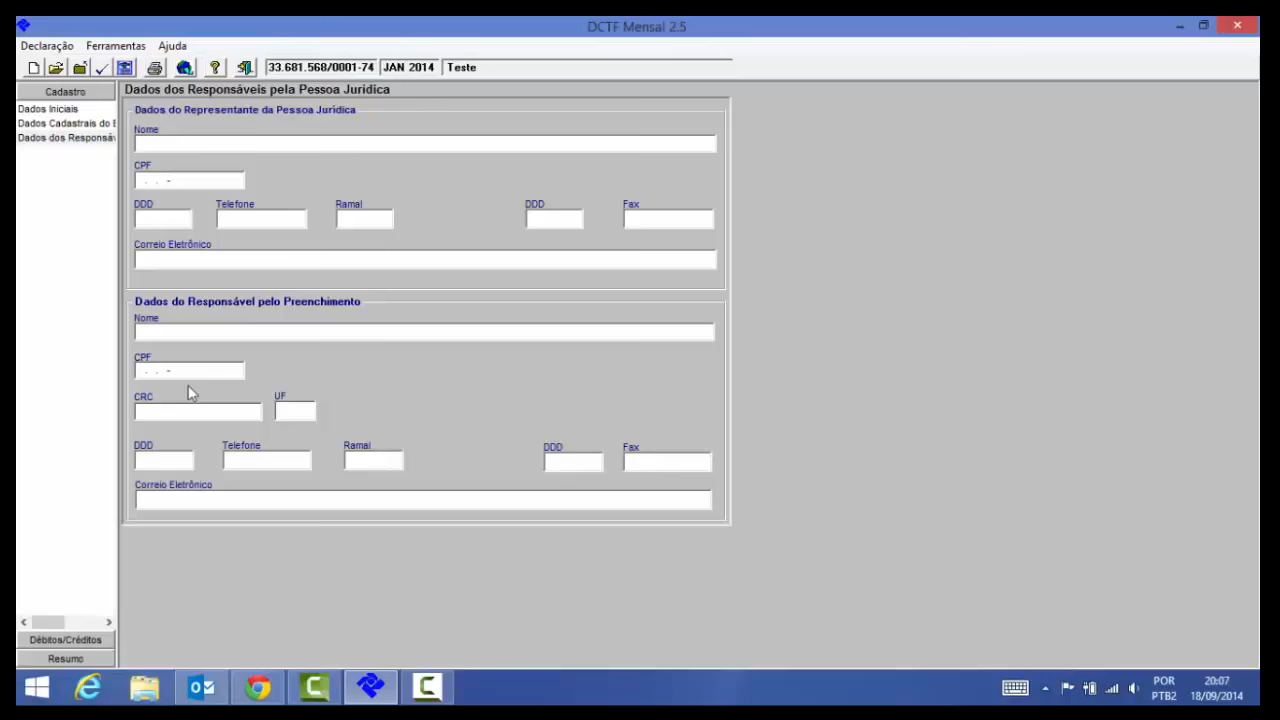 DCTF Mensal 2.5
Declaração Ferramentas Ajuda
33.681.568/0001-74 JAN 2014 Teste
Cadastro
Dados Iniciais
Dados Cadastrais do E
Dados dos Responsáv
Débitos/Créditos
Resumo
Dados dos Responsáveis pela Pessoa Jurídica
Dados do Representante da Pessoa Jurídica
Nome
CPF
. . -
DDD Telefone Ramal DDD Fax
Correio Eletrônico
Dados do Responsável pelo Preenchimento
Nome
CPF
. . -
CRC UF
DDD Telefone Ramal DDD Fax
Correio Eletrônico
POR 20:07
PTB2 18/09/2014